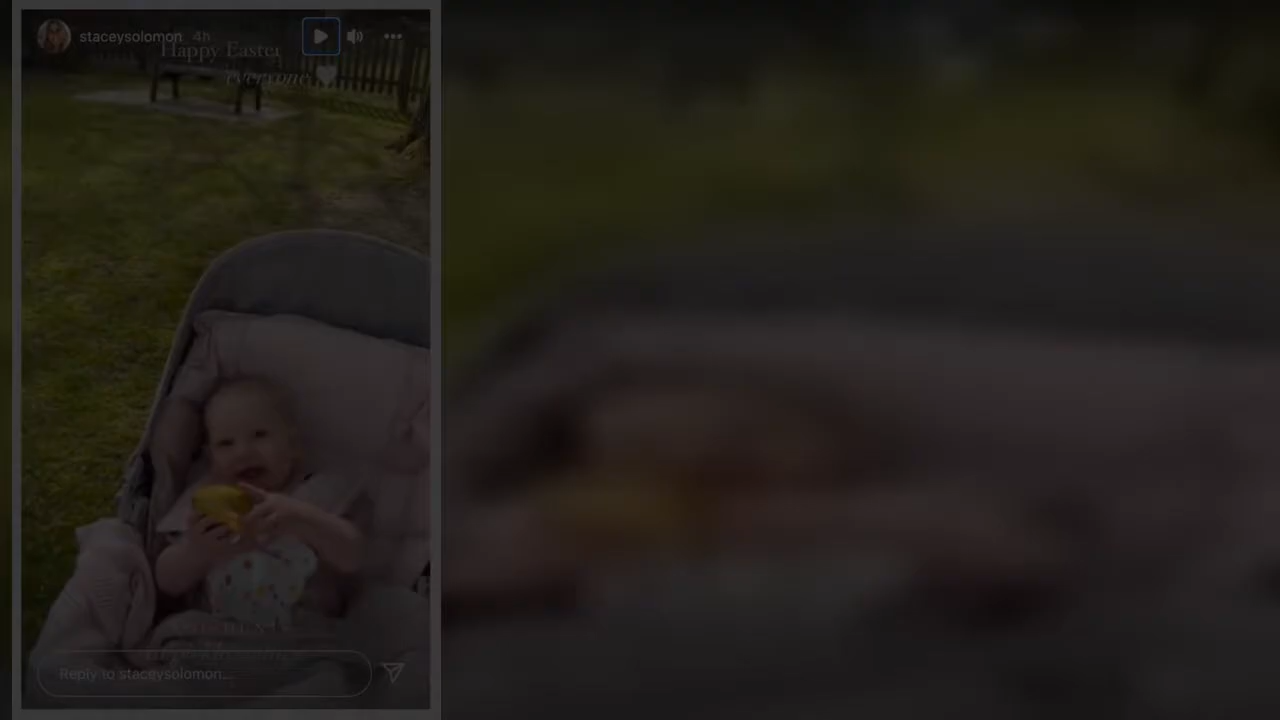 staceysolomon 4h
Happy Easter
everyone
Reply to staceysolomon...